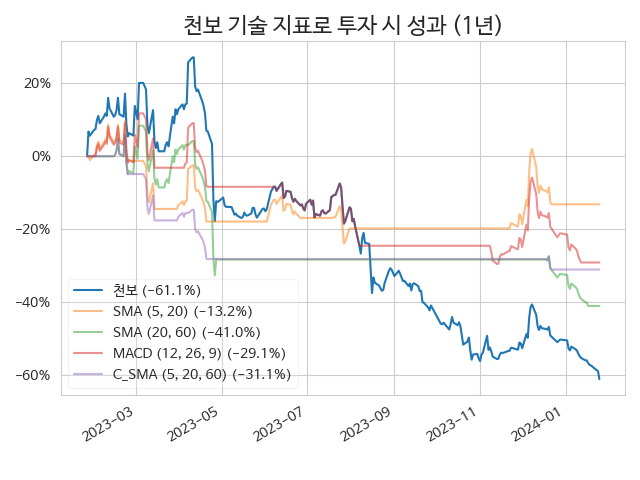 천보 기술 지표로 투자 시 성과 (1년)
20%
0%
−20%
−40%
−60%
천보 (−61.1%)
SMA (5, 20) (−13.2%)
SMA (20, 60) (−41.0%)
MACD (12, 26, 9) (−29.1%)
C_SMA (5, 20, 60) (−31.1%)
2023−03
2023−05
2023−07
2023−09
2023−11
2024−01